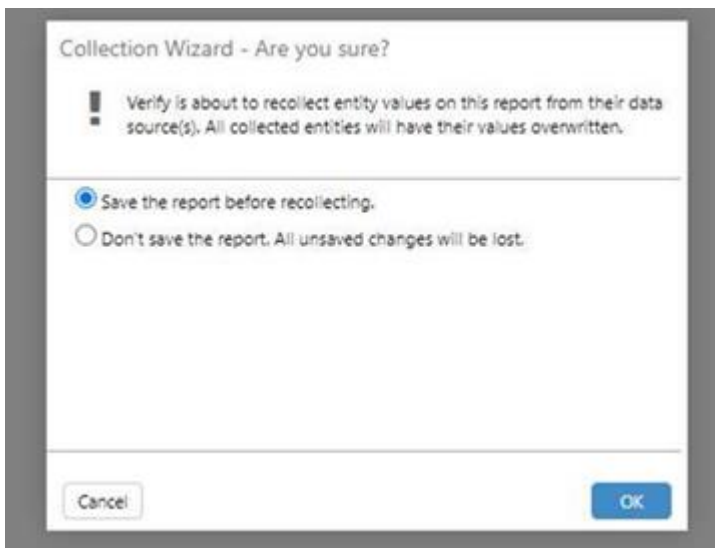 Collection Wizard - Are you sure?
Verify is about to recollect entity values on this report from their data
source(s). All collected entities will have their values overwritten.
Save the report before recollecting.
Don't save the report. All unsaved changes will be lost.
Cancel
OK